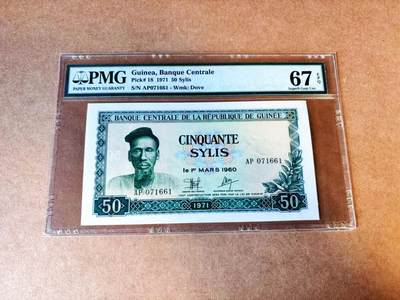 PMG
PAPER MONEY GUARANTY
Guinea, Banque Centrale
Pick# 18 1971 50 Sylis
S/N AP071661 - Wmk: Dove
67 EPQ
Superb Gem Unc
BANQUE CENTRALE DE LA RÉPUBLIQUE DE GUINÉE
CINQUANTE
SYLIS
AP 071661
le 1er MARS 1960
AP 071661
50
1971
50